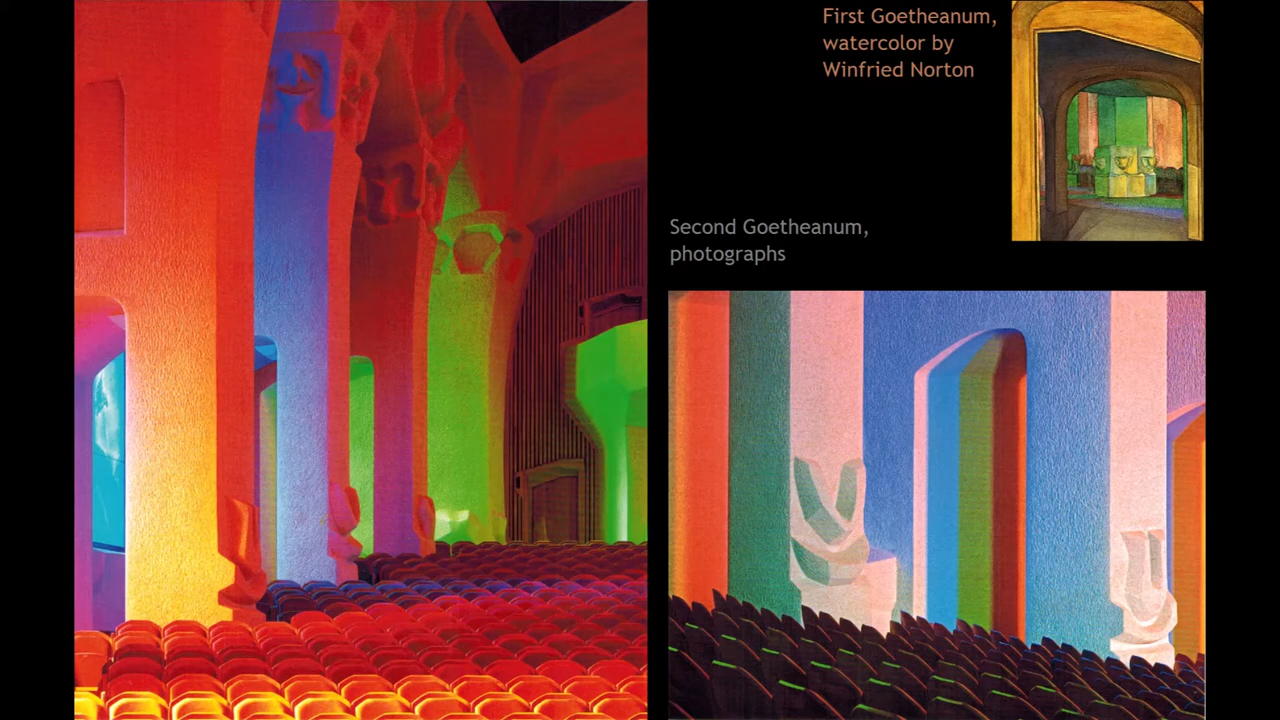 First Goetheanum,
watercolor by
Winfried Norton
Second Goetheanum,
photographs